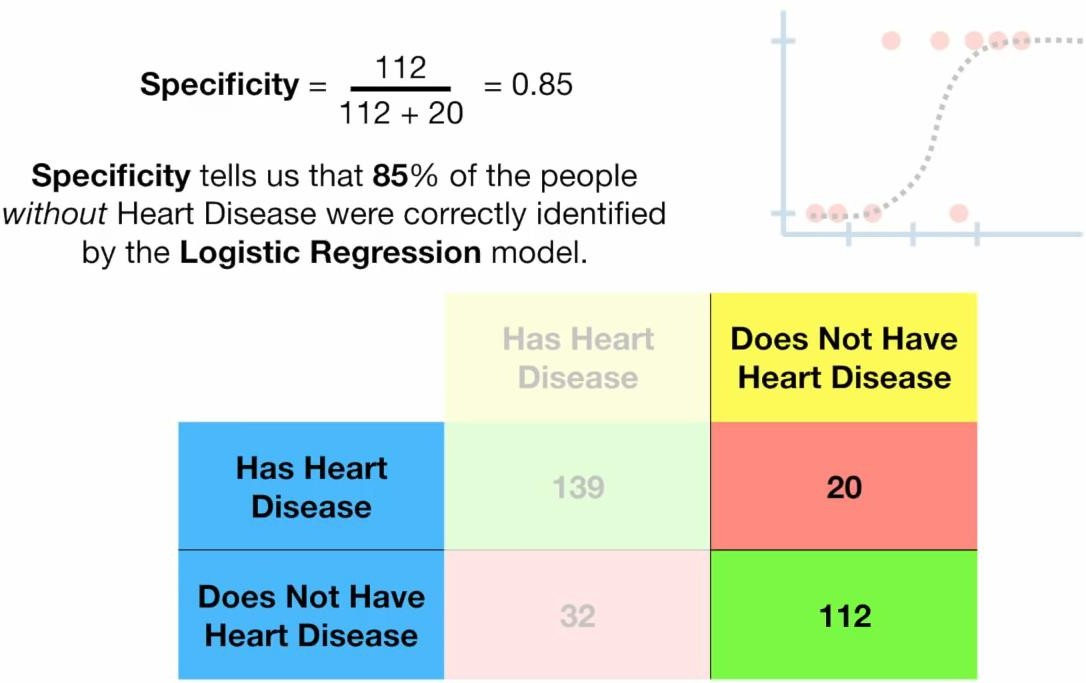 Specificity = 112 / 112 + 20 = 0.85
Specificity tells us that 85% of the people
without Heart Disease were correctly identified
by the Logistic Regression model.
Has Heart
Disease
Does Not Have
Heart Disease
Has Heart
Disease
139
20
Does Not Have
Heart Disease
32
112